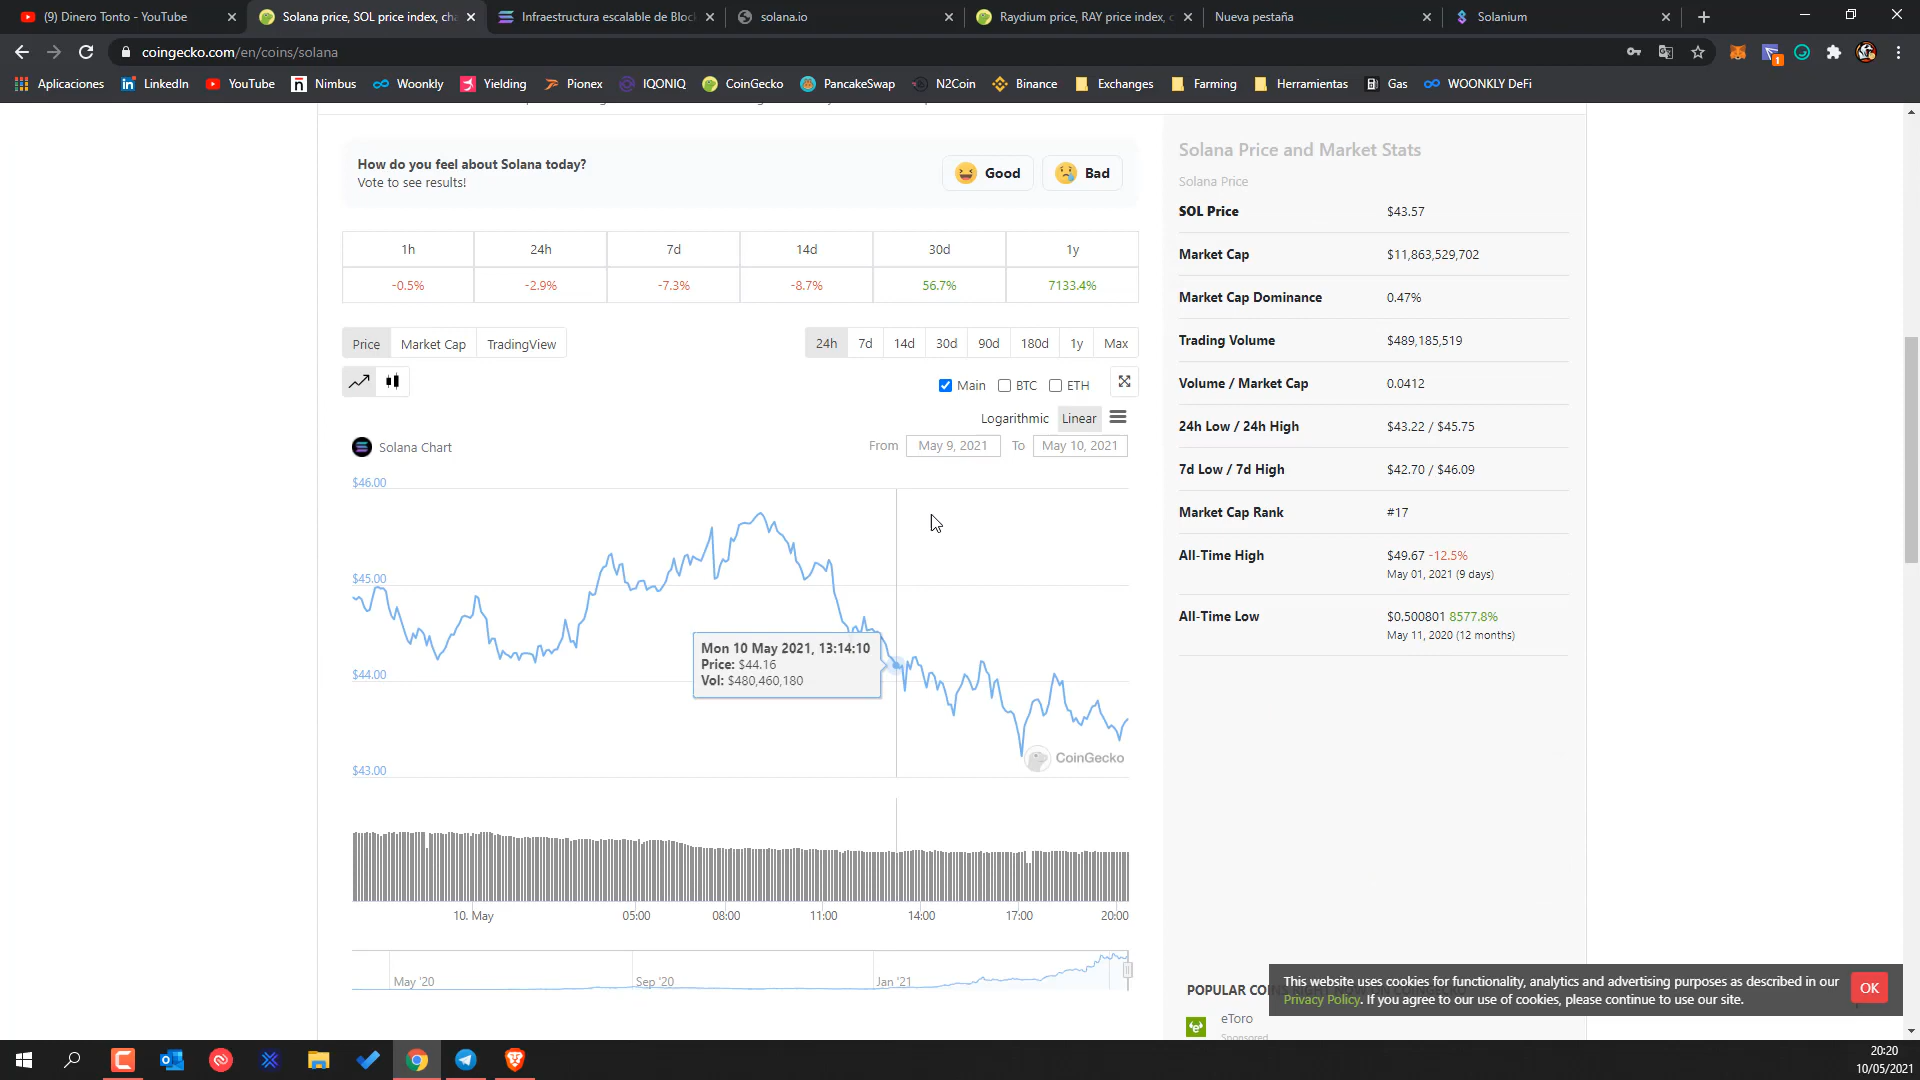 (9) Dinero Tonto - YouTube
Solana price, SOL price index, cha
Infraestructura escalable de Bloc
solana.io
Raydium price, RAY price index, c
Nueva pestaña
Solanium
coingecko.com/en/coins/solana
1
Aplicaciones
LinkedIn
YouTube
Nimbus
Woonkly
Yielding
Pionex
IQONIQ
CoinGecko
PancakeSwap
N2Coin
Binance
Exchanges
Farming
Herramientas
Gas
WOONKLY DeFi
How do you feel about Solana today?
Vote to see results!
Good
Bad
1h 24h 7d 14d 30d 1y
-0.5% -2.9% -7.3% -8.7% 56.7% 7133.4%
Price Market Cap TradingView
24h 7d 14d 30d 90d 180d 1y Max
Main BTC ETH
Logarithmic Linear
Solana Chart
From May 9, 2021 To May 10, 2021
$46.00
$45.00
$44.00
$43.00
Mon 10 May 2021, 13:14:10
Price: $44.16
Vol: $480,460,180
CoinGecko
10. May 05:00 08:00 11:00 14:00 17:00 20:00
May '20 Sep '20 Jan '21
Solana Price and Market Stats
Solana Price
SOL Price $43.57
Market Cap $11,863,529,702
Market Cap Dominance 0.47%
Trading Volume $489,185,519
Volume / Market Cap 0.0412
24h Low / 24h High $43.22 / $45.75
7d Low / 7d High $42.70 / $46.09
Market Cap Rank #17
All-Time High $49.67 -12.5%
May 01, 2021 (9 days)
All-Time Low $0.500801 8577.8%
May 11, 2020 (12 months)
POPULAR
eToro
Sponsored
This website uses cookies for functionality, analytics and advertising purposes as described in our
Privacy Policy. If you agree to our use of cookies, please continue to use our site.
OK
20:20
10/05/2021